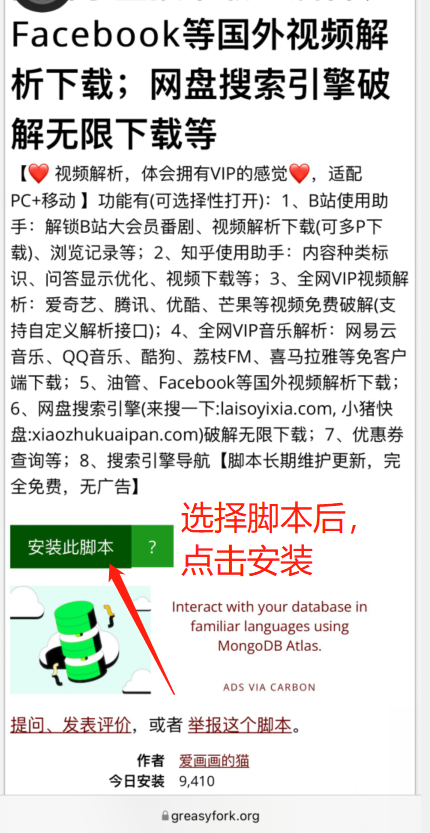 Facebook等国外视频解
析下载；网盘搜索引擎破
解无限下载等
【❤️ 视频解析，体会拥有VIP的感觉❤️，适配
PC+移动 】功能有(可选择性打开)：1、B站使用助
手：解锁B站大会员番剧、视频解析下载(可多P下
载)、浏览记录等；2、知乎使用助手：内容种类标
识、问答显示优化、视频下载等；3、全网VIP视频解
析：爱奇艺、腾讯、优酷、芒果等视频免费破解(支
持自定义解析接口)；4、全网VIP音乐解析：网易云
音乐、QQ音乐、酷狗、荔枝FM、喜马拉雅等免客户
端下载；5、油管、Facebook等国外视频解析下载；
6、网盘搜索引擎(来搜一下:laisoyixia.com, 小猪快
盘:xiaozhukuaipan.com)破解无限下载；7、优惠券
查询等；8、搜索引擎导航【脚本长期维护更新，完
全免费，无广告】
选择脚本后，
点击安装
安装此脚本 ?
Interact with your database in
familiar languages using
MongoDB Atlas.
ADS VIA CARBON
提问、发表评价，或者 举报这个脚本。
作者 爱画画的猫
今日安装 9,410
greasyfork.org